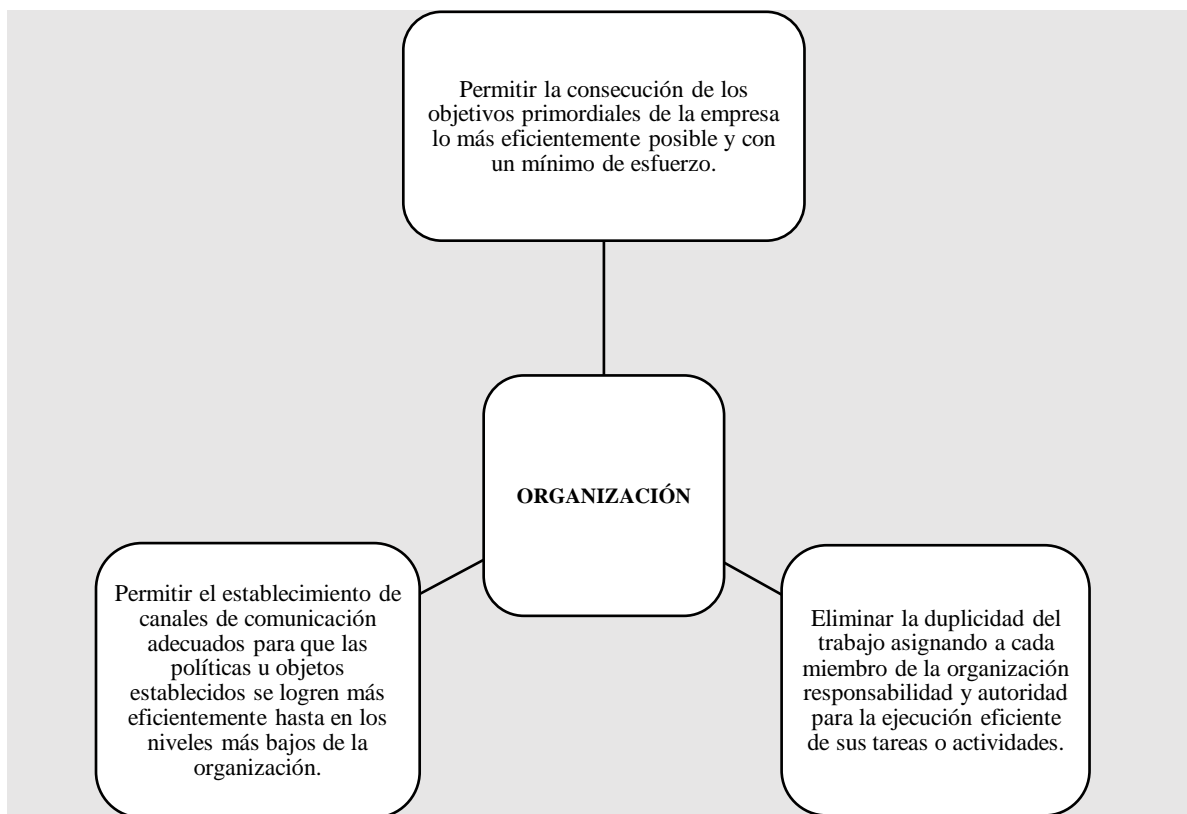 Permitir la consecución de los
objetivos primordiales de la empresa
lo más eficientemente posible y con
un mínimo de esfuerzo.
ORGANIZACIÓN
Permitir el establecimiento de
canales de comunicación
adecuados para que las
políticas u objetos
establecidos se logren más
eficientemente hasta en los
niveles más bajos de la
organización.
Eliminar la duplicidad del
trabajo asignando a cada
miembro de la organización
responsabilidad y autoridad
para la ejecución eficiente
de sus tareas o actividades.